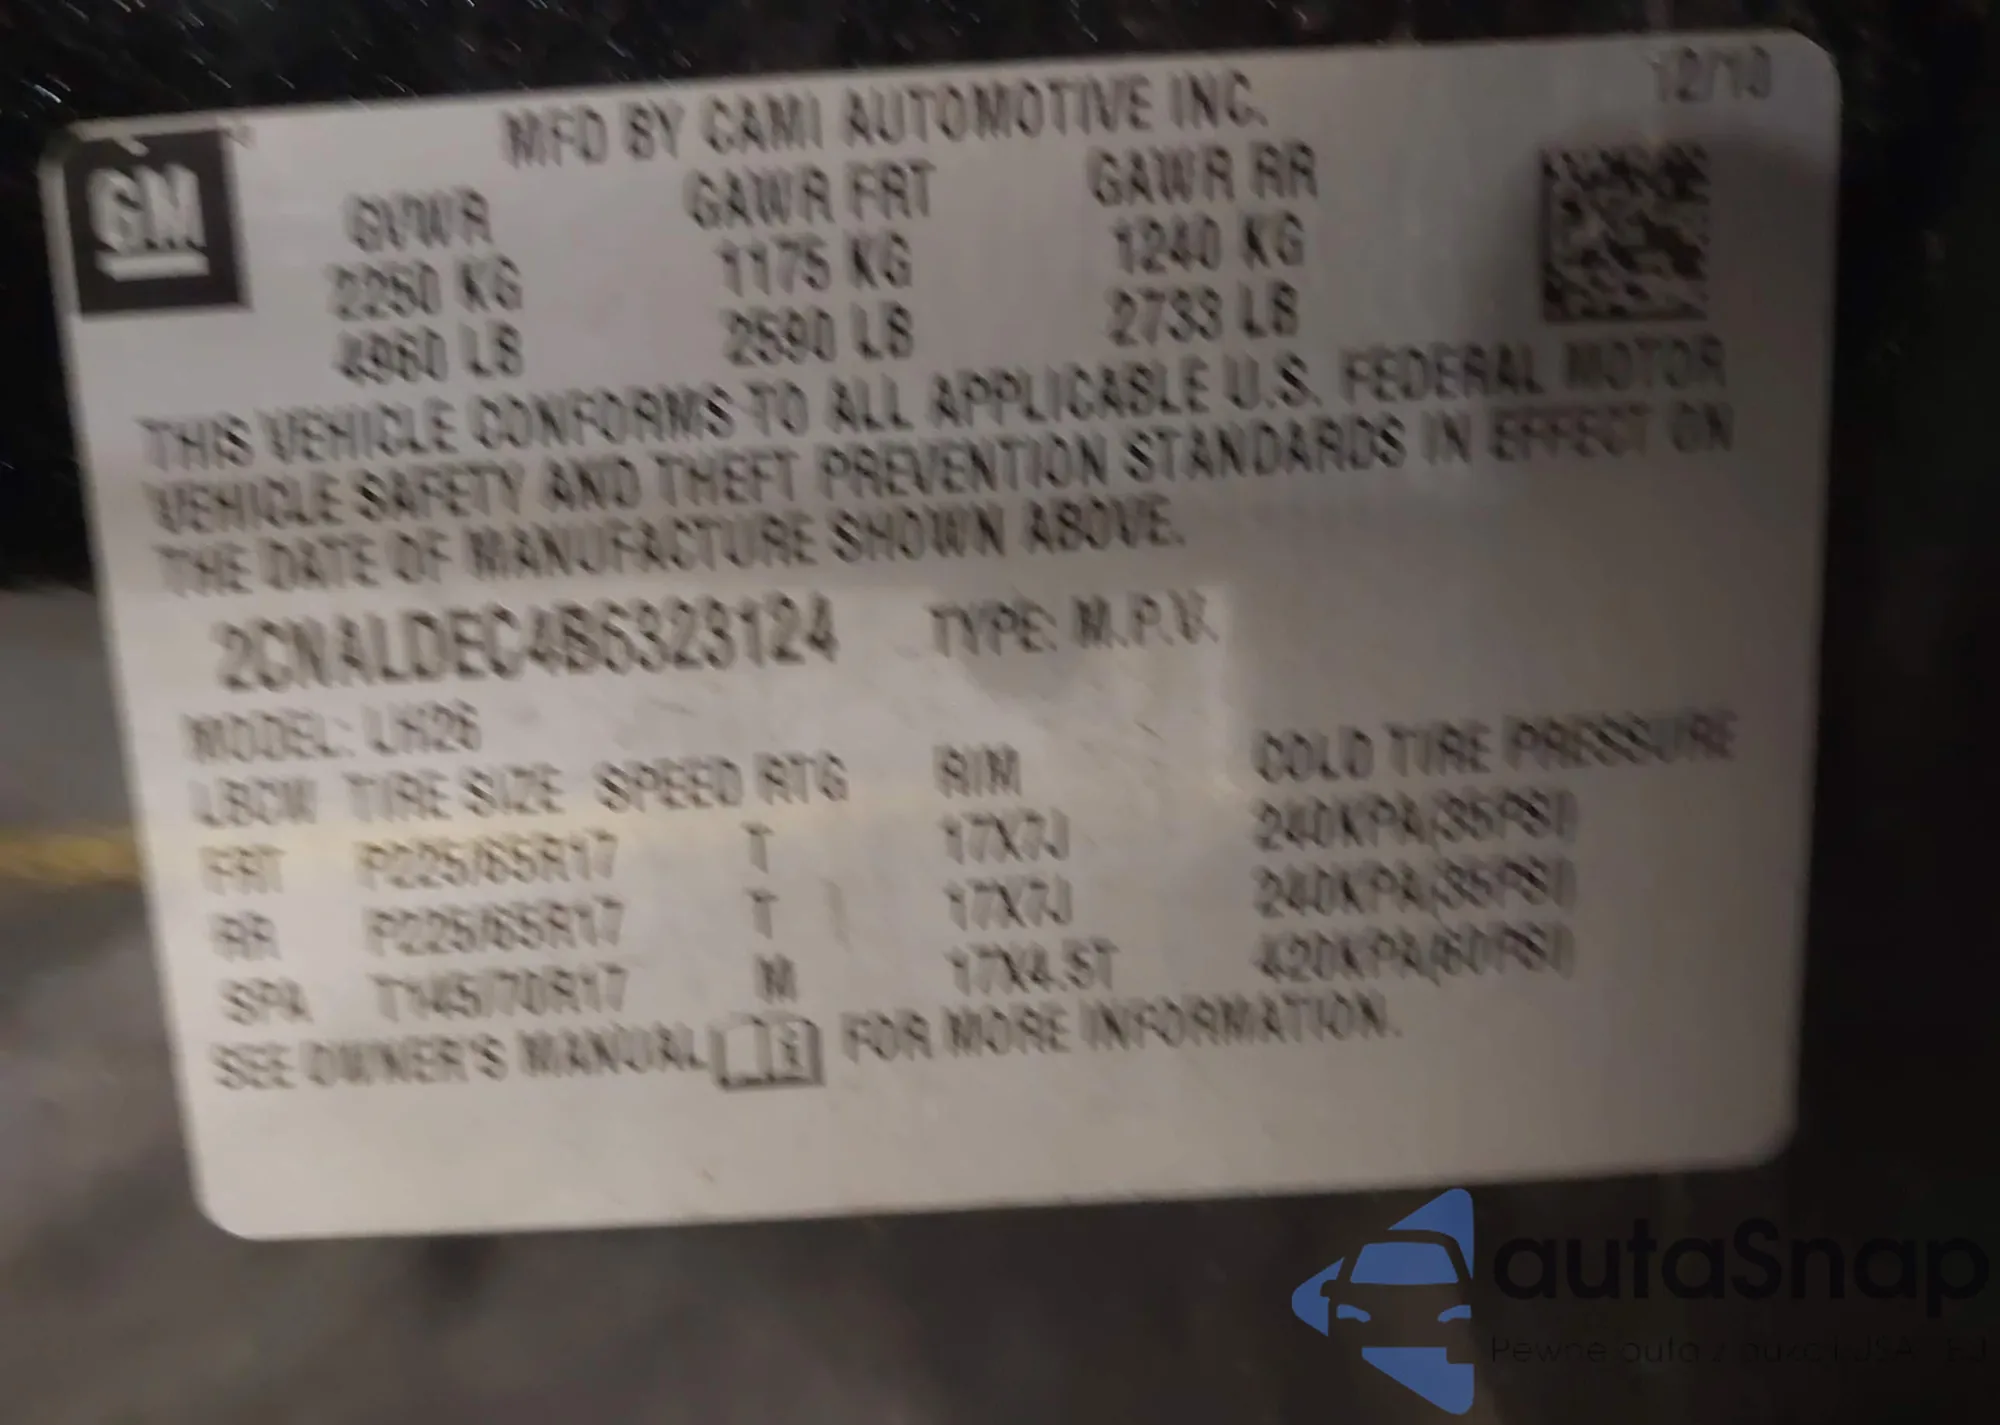 MFD BY CAMI AUTOMOTIVE INC. 12/10
GM
GVWR GAWR FRT GAWR RR
2250 KG 1175 KG 1240 KG
4960 LB 2590 LB 2733 LB
THIS VEHICLE CONFORMS TO ALL APPLICABLE U.S. FEDERAL MOTOR
VEHICLE SAFETY AND THEFT PREVENTION STANDARDS IN EFFECT ON
THE DATE OF MANUFACTURE SHOWN ABOVE.
2CNALDEC4B6323124 TYPE: M.P.V.
MODEL: LH26
LBCW TIRE SIZE SPEED RTG RIM COLD TIRE PRESSURE
FRT P225/65R17 T 17X7J 240KPA(35PSI)
RR P225/65R17 T 17X7J 240KPA(35PSI)
SPA T145/70R17 M 17X4.5T 420KPA(60PSI)
SEE OWNER'S MANUAL FOR MORE INFORMATION.
autaSnap
Pewne auta z